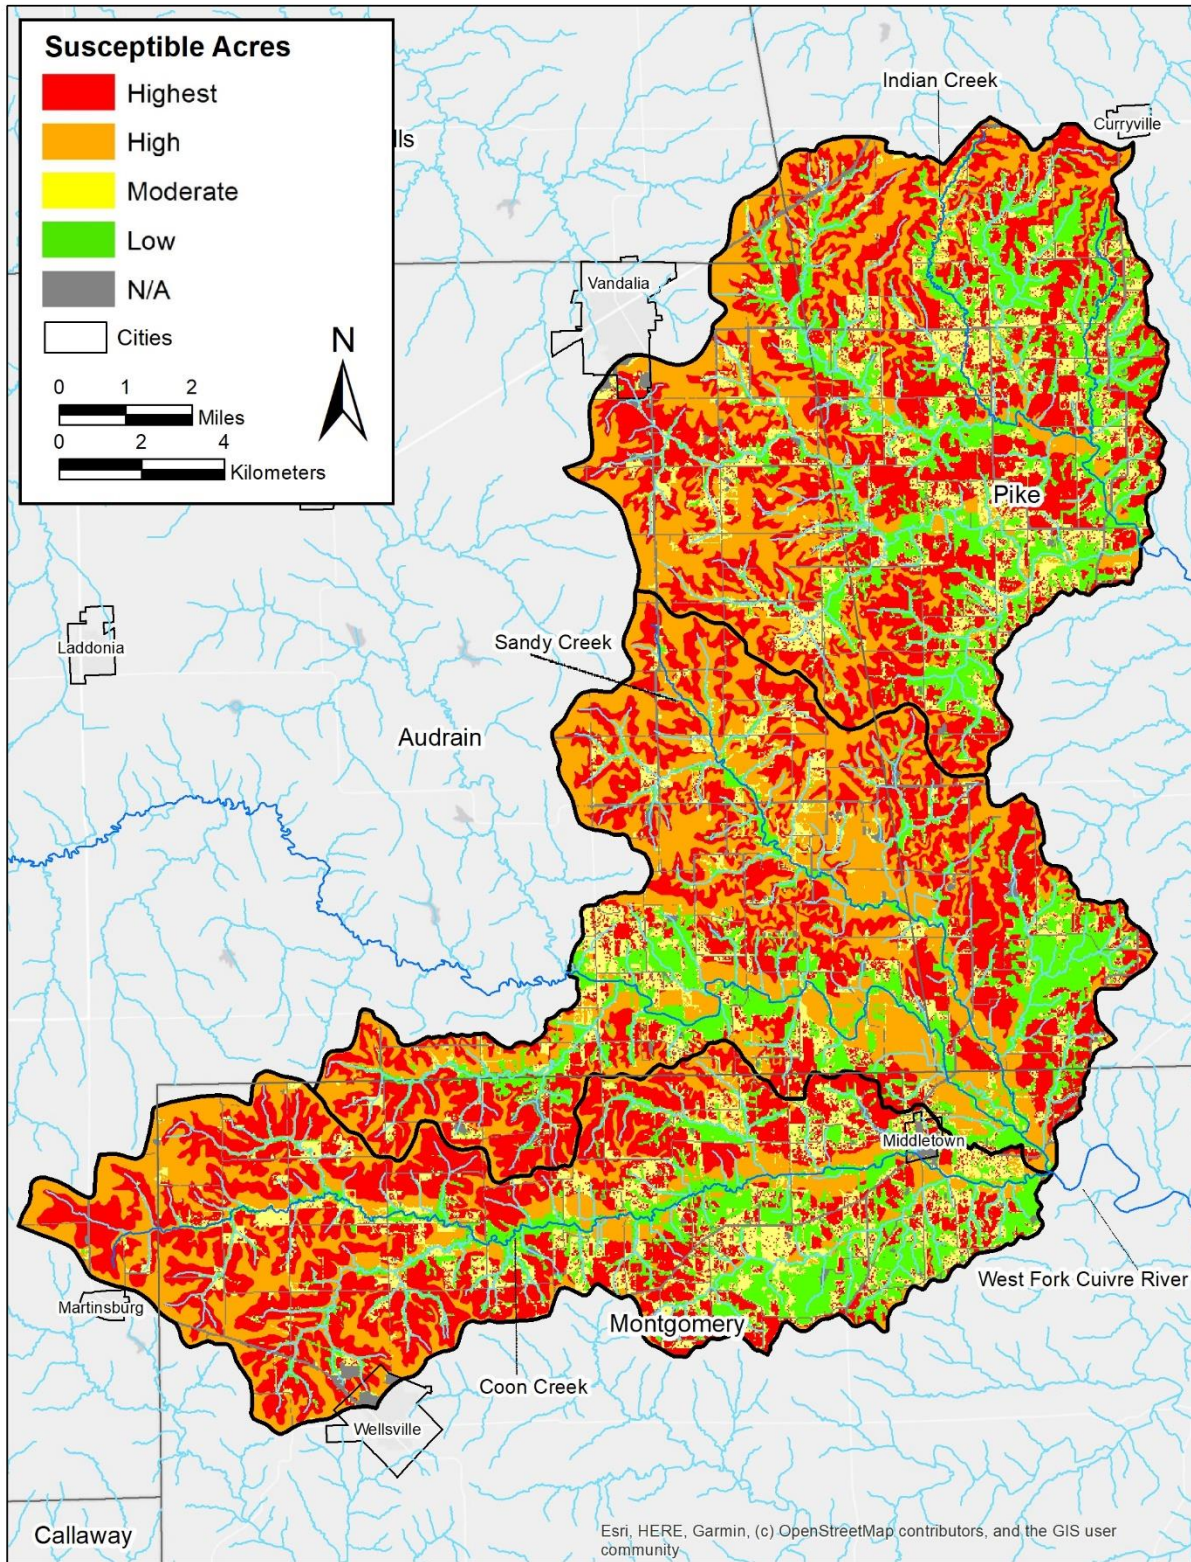 Susceptible Acres
Highest
High
Moderate
Low
N/A
Cities
N
0 1 2
Miles
0 2 4
Kilometers
lls
Indian Creek
Curryville
Vandalia
Pike
Laddonia
Sandy Creek
Audrain
Middletown
West Fork Cuivre River
Martinsburg
Montgomery
Coon Creek
Wellsville
Callaway
Esri, HERE, Garmin, (c) OpenStreetMap contributors, and the GIS user
community